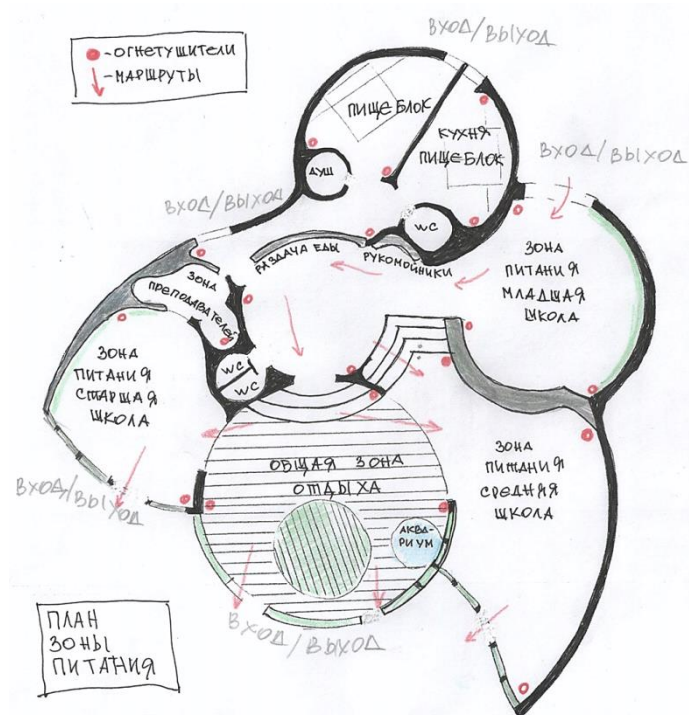 ВХОД/ВЫХОД
-ОГНЕТУШИТЕЛИ
-МАРШРУТЫ
ПИЩЕБЛОК
КУХНЯ
ПИЩЕБЛОК
ВХОД/ВЫХОД
ДУШ
ВХОД/ВЫХОД
WC
РАЗДАЧА ЕДЫ
РУКОМОЙНИКИ
ЗОНА
ПИТАНИЯ
МЛАДШАЯ
ШКОЛА
ЗОНА
ПРЕПОДАВАТЕЛЕЙ
WC
WC
ЗОНА
ПИТАНИЯ
СТАРШАЯ
ШКОЛА
ВХОД/ВЫХОД
ОБЩАЯ ЗОНА
ОТДЫХА
ЗОНА
ПИТАНИЯ
СРЕДНЯЯ
ШКОЛА
АКВА-
РИУМ
ВХОД/ВЫХОД
ПЛАН
ЗОНЫ
ПИТАНИЯ